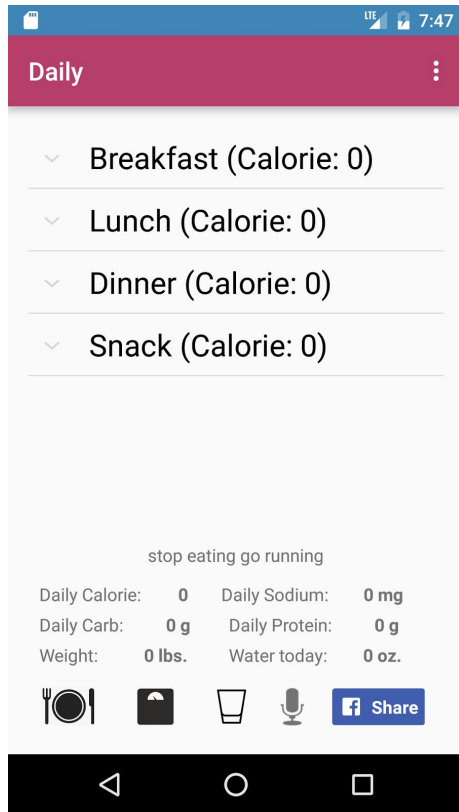 LTE 7:47
Daily
Breakfast (Calorie: 0)
Lunch (Calorie: 0)
Dinner (Calorie: 0)
Snack (Calorie: 0)
stop eating go running
Daily Calorie: 0 Daily Sodium: 0 mg
Daily Carb: 0 g Daily Protein: 0 g
Weight: 0 lbs. Water today: 0 oz.
f Share